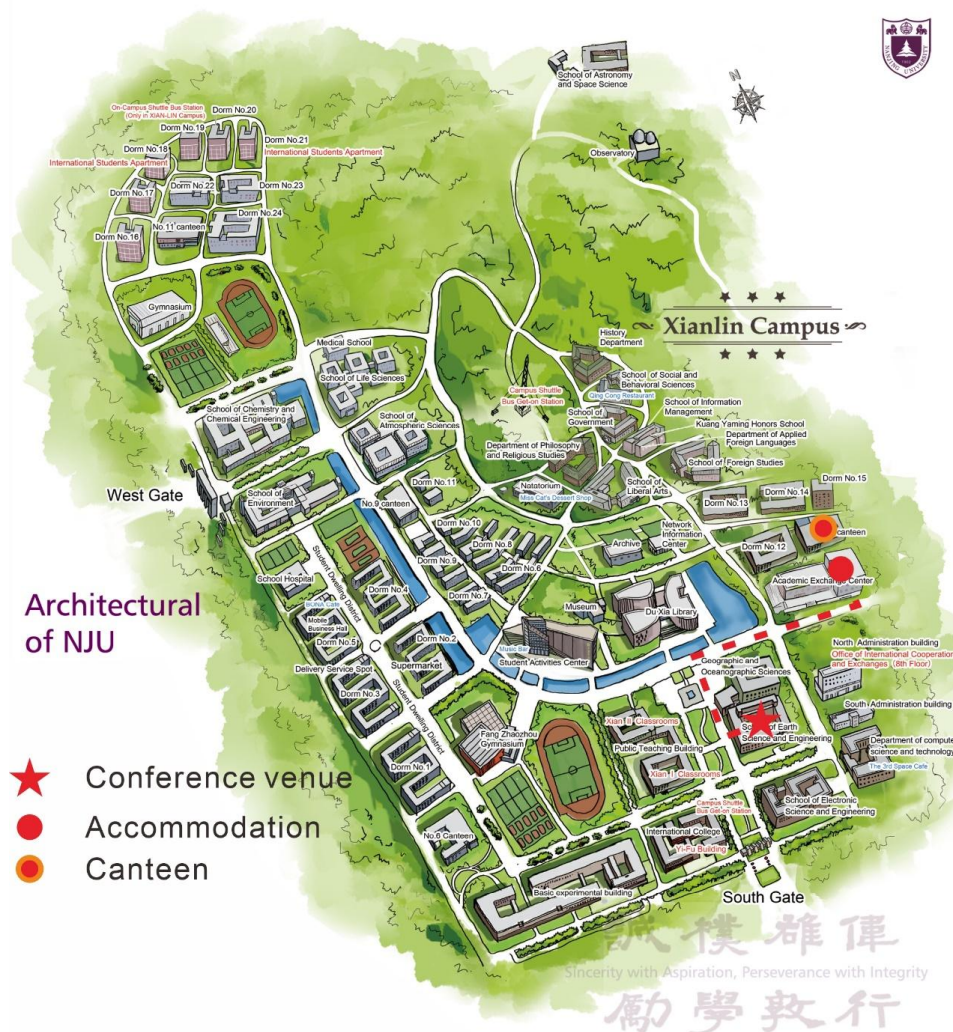 NANJING UNIVERSITY
School of Astronomy
and Space Science
N
On-Campus Shuttle Bus Station
(Only in XIAN-LIN Campus)
Dorm No.20
Dorm No.19
Dorm No.21
International Students Apartment
Dorm No.18
International Students Apartment
Observatory
Dorm No.17
Dorm No.22
Dorm No.23
Dorm No.16
No.11 canteen
Dorm No.24
Gymnasium
Xianlin Campus
Medical School
School of Life Sciences
History
Department
School of Social and
Behavioral Sciences
Qing Cong Restaurant
Campus Shuttle
Bus Get-on Station
School of Information
Management
School of Chemistry and
Chemical Engineering
School of
Atmospheric Sciences
School of
Government
Kuang Yaming Honors School
Department of Applied
Foreign Languages
Department of Philosophy
and Religious Studies
School of Foreign Studies
West Gate
School of
Environment
Dorm No.11
Natatorium
Miss Cat's Dessert Shop
School of
Liberal Arts
Dorm No.15
Dorm No.14
Dorm No.13
No.9 canteen
Dorm No.10
Dorm No.8
Dorm No.6
Dorm No.9
Dorm No.7
Archive
Network
Information
Center
canteen
Dorm No.12
Academic Exchange Center
Student Dwelling District
School Hospital
Dorm No.4
Architectural
of NJU
Mobile
Business Hall
Dorm No.5
Museum
Du Xia Library
Dorm No.2
Supermarket
Music Bar
Student Activities Center
Delivery Service Spot
Dorm No.3
Student Dwelling District
North Administration building
Office of International Cooperation
and Exchanges (8th Floor)
Geographic and
Oceanographic Sciences
South Administration building
School of Earth
Science and Engineering
Department of compute
science and technology
The 3rd Space Cafe
Fang Zhaozhou
Gymnasium
Xian II Classrooms
Public Teaching Building
Xian I Classrooms
Dorm No.1
Conference venue
Accommodation
Canteen
No.6 Canteen
Campus Shuttle
Bus Get-on Station
School of Electronic
Science and Engineering
International College
Yi-Fu Building
Basic experimental building
South Gate
誠樸雄偉
Sincerity with Aspiration, Perseverance with Integrity
勵學敦行